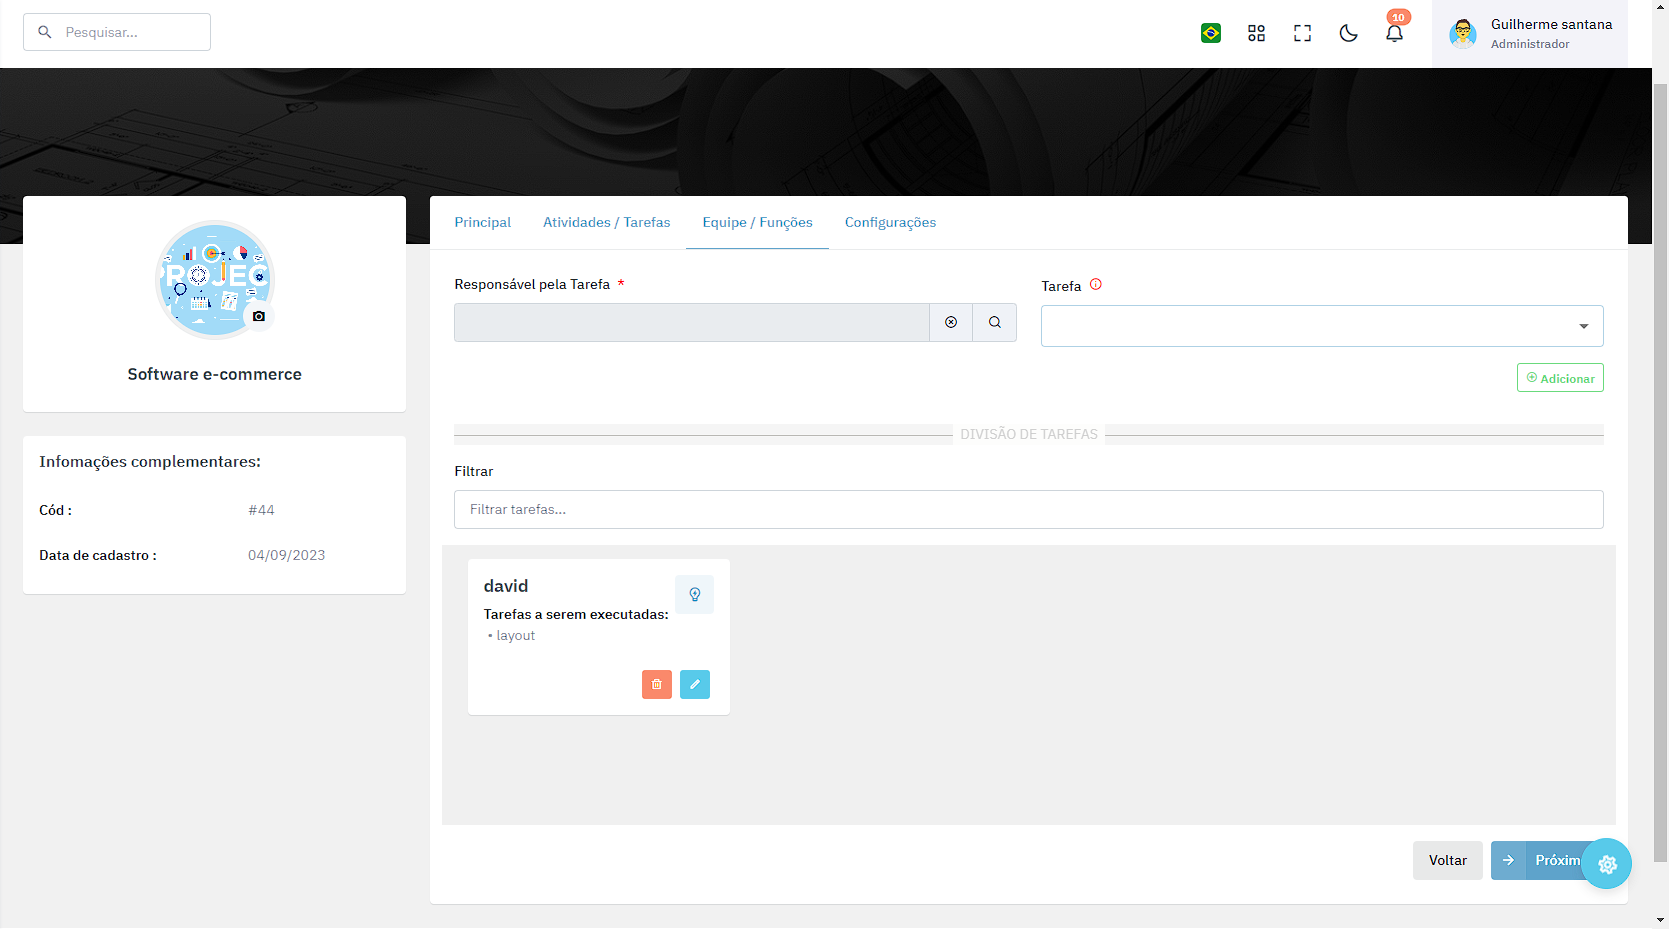 Pesquisar...
10
Guilherme santana
Administrador
PROJEC
Software e-commerce
Infomações complementares:
Cód : #44
Data de cadastro : 04/09/2023
Principal Atividades / Tarefas Equipe / Funções Configurações
Responsável pela Tarefa *
Tarefa
Adicionar
DIVISÃO DE TAREFAS
Filtrar
Filtrar tarefas...
david
Tarefas a serem executadas:
• layout
Voltar
Próxim